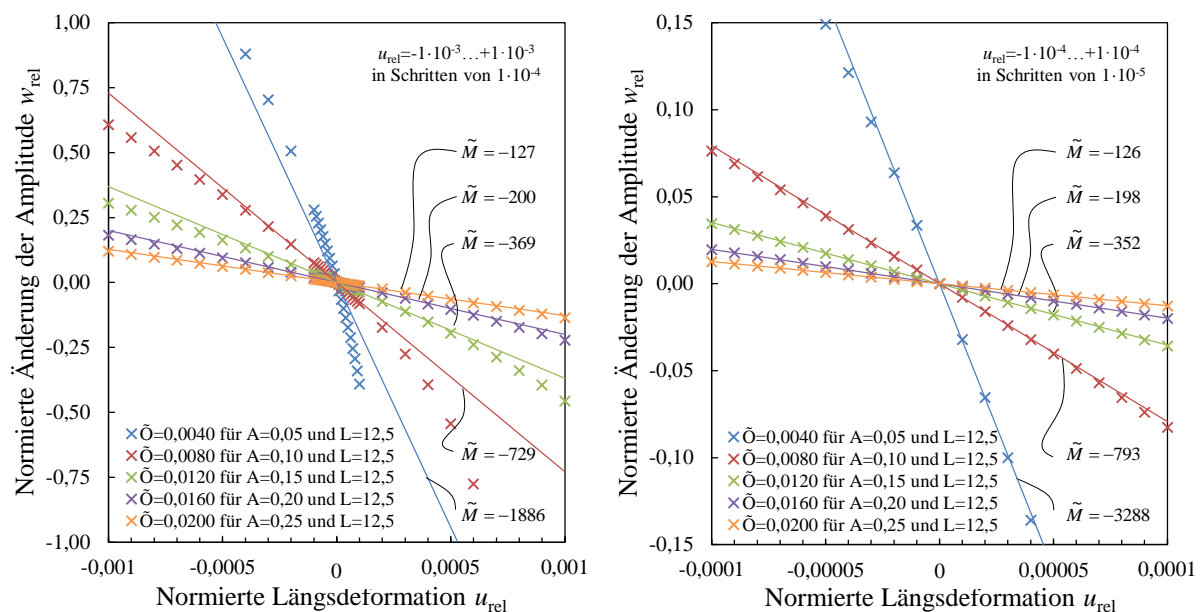 Normierte Änderung der Amplitude w_rel
1,00
0,75
0,50
0,25
0,00
-0,25
-0,50
-0,75
-1,00
u_rel=-1·10⁻³…+1·10⁻³
in Schritten von 1·10⁻⁴
M̃ = −127
M̃ = −200
M̃ = −369
M̃ = −729
M̃ = −1886
Õ=0,0040 für A=0,05 und L=12,5
Õ=0,0080 für A=0,10 und L=12,5
Õ=0,0120 für A=0,15 und L=12,5
Õ=0,0160 für A=0,20 und L=12,5
Õ=0,0200 für A=0,25 und L=12,5
-0,001 -0,00005 0 0,00005 0,001
Normierte Längsdeformation u_rel
Normierte Änderung der Amplitude w_rel
0,15
0,10
0,05
0,00
-0,05
-0,10
-0,15
u_rel=-1·10⁻⁴…+1·10⁻⁴
in Schritten von 1·10⁻⁵
M̃ = −126
M̃ = −198
M̃ = −352
M̃ = −793
M̃ = −3288
Õ=0,0040 für A=0,05 und L=12,5
Õ=0,0080 für A=0,10 und L=12,5
Õ=0,0120 für A=0,15 und L=12,5
Õ=0,0160 für A=0,20 und L=12,5
Õ=0,0200 für A=0,25 und L=12,5
-0,0001 -0,00005 0 0,00005 0,0001
Normierte Längsdeformation u_rel